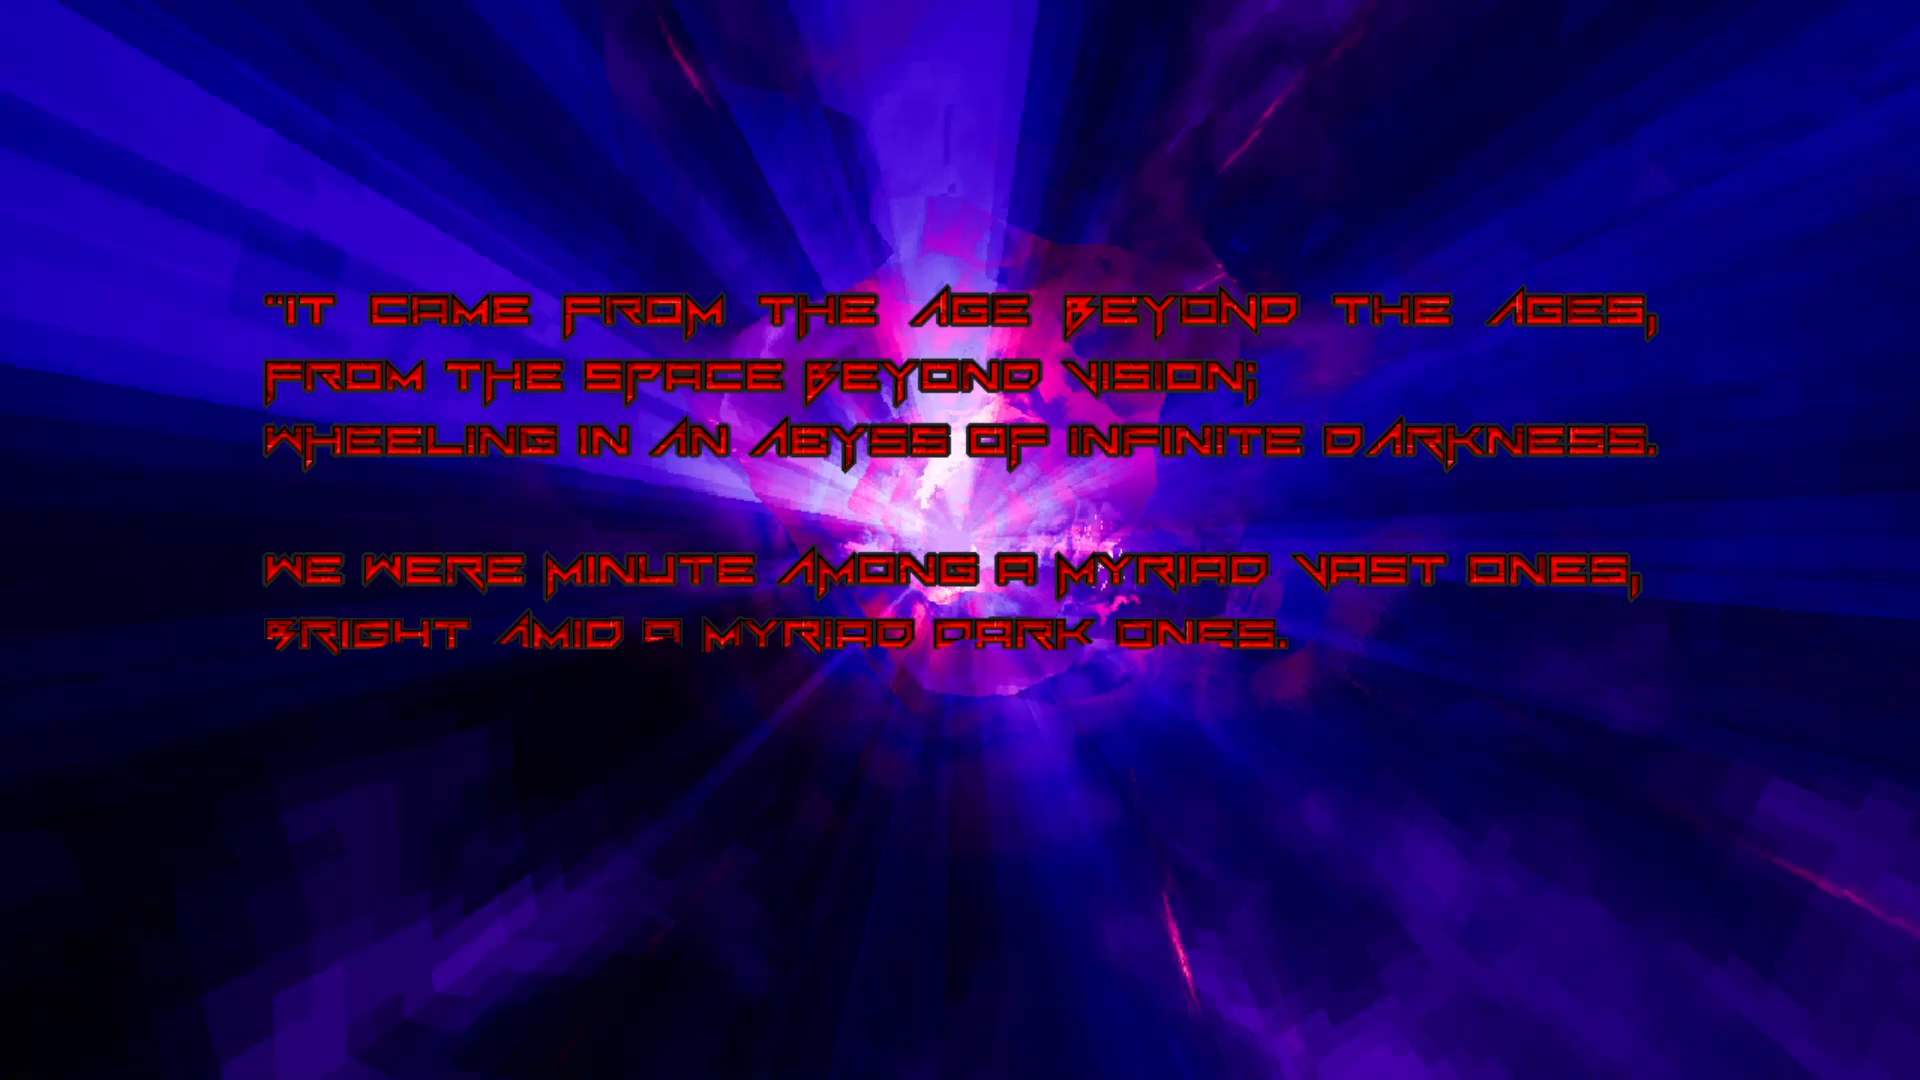 "IT CAME FROM THE AGE BEYOND THE AGES,
FROM THE SPACE BEYOND VISION;
WHEELING IN AN ABYSS OF INFINITE DARKNESS.
WE WERE MINUTE AMONG A MYRIAD VAST ONES,
BRIGHT AMID A MYRIAD DARK ONES.